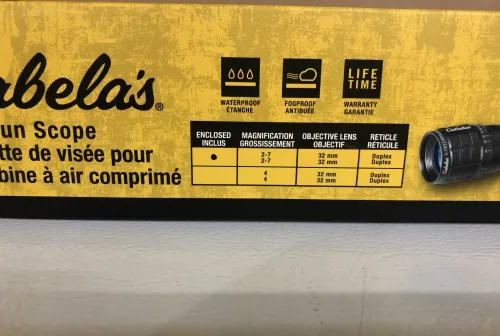 abela's®
un Scope
tte de visée pour
bine à air comprimé
WATERPROOF
ÉTANCHE
FOGPROOF
ANTIBUÉE
LIFE
TIME
WARRANTY
GARANTIE
ENCLOSED INCLUS MAGNIFICATION GROSSISSEMENT OBJECTIVE LENS OBJECTIF RETICLE RÉTICULE
● 2-7 32 mm Duplex
2-7 32 mm Duplex
4 32 mm Duplex
4 32 mm Duplex
Cabela's